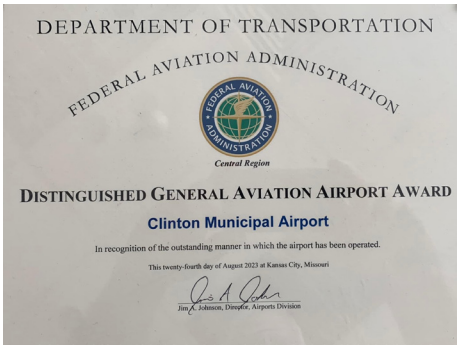 DEPARTMENT OF TRANSPORTATION
FEDERAL AVIATION ADMINISTRATION
FEDERAL AVIATION
ADMINISTRATION
Central Region
DISTINGUISHED GENERAL AVIATION AIRPORT AWARD
Clinton Municipal Airport
In recognition of the outstanding manner in which the airport has been operated.
This twenty-fourth day of August 2023 at Kansas City, Missouri
Jim A. Johnson, Director, Airports Division